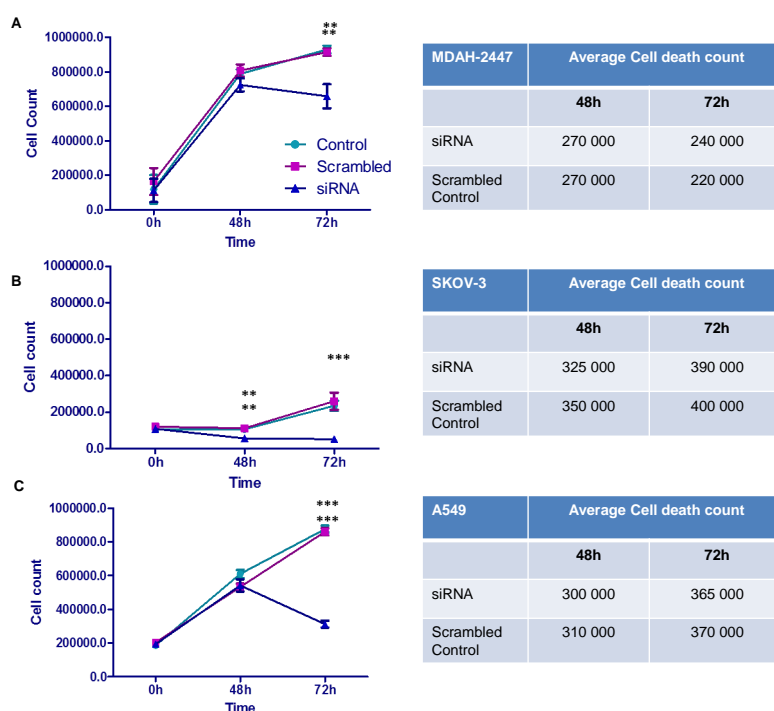 A
1000000.0
800000.0
600000.0
400000.0
200000.0
0.0
Cell Count
**
**
Control
Scrambled
siRNA
0h 48h 72h
Time
MDAH-2447 Average Cell death count
48h 72h
siRNA 270 000 240 000
Scrambled Control 270 000 220 000
B
1000000.0
800000.0
600000.0
400000.0
200000.0
0.0
Cell count
**
**
***
0h 48h 72h
Time
SKOV-3 Average Cell death count
48h 72h
siRNA 325 000 390 000
Scrambled Control 350 000 400 000
C
1000000.0
800000.0
600000.0
400000.0
200000.0
0.0
Cell count
***
***
0h 48h 72h
Time
A549 Average Cell death count
48h 72h
siRNA 300 000 365 000
Scrambled Control 310 000 370 000